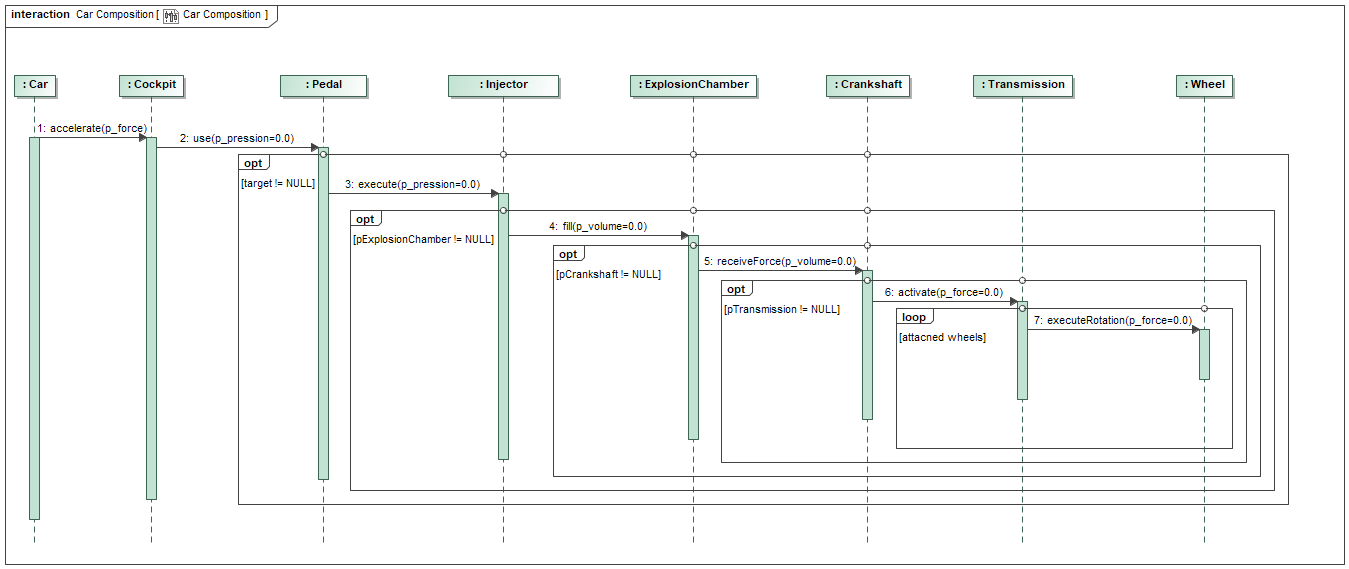 interaction Car Composition [ Car Composition ]
: Car
: Cockpit
: Pedal
: Injector
: ExplosionChamber
: Crankshaft
: Transmission
: Wheel
1: accelerate(p_force)
2: use(p_pression=0.0)
opt
[target != NULL]
3: execute(p_pression=0.0)
opt
[pExplosionChamber != NULL]
4: fill(p_volume=0.0)
opt
[pCrankshaft != NULL]
5: receiveForce(p_volume=0.0)
opt
[pTransmission != NULL]
6: activate(p_force=0.0)
loop
[attacned wheels]
7: executeRotation(p_force=0.0)